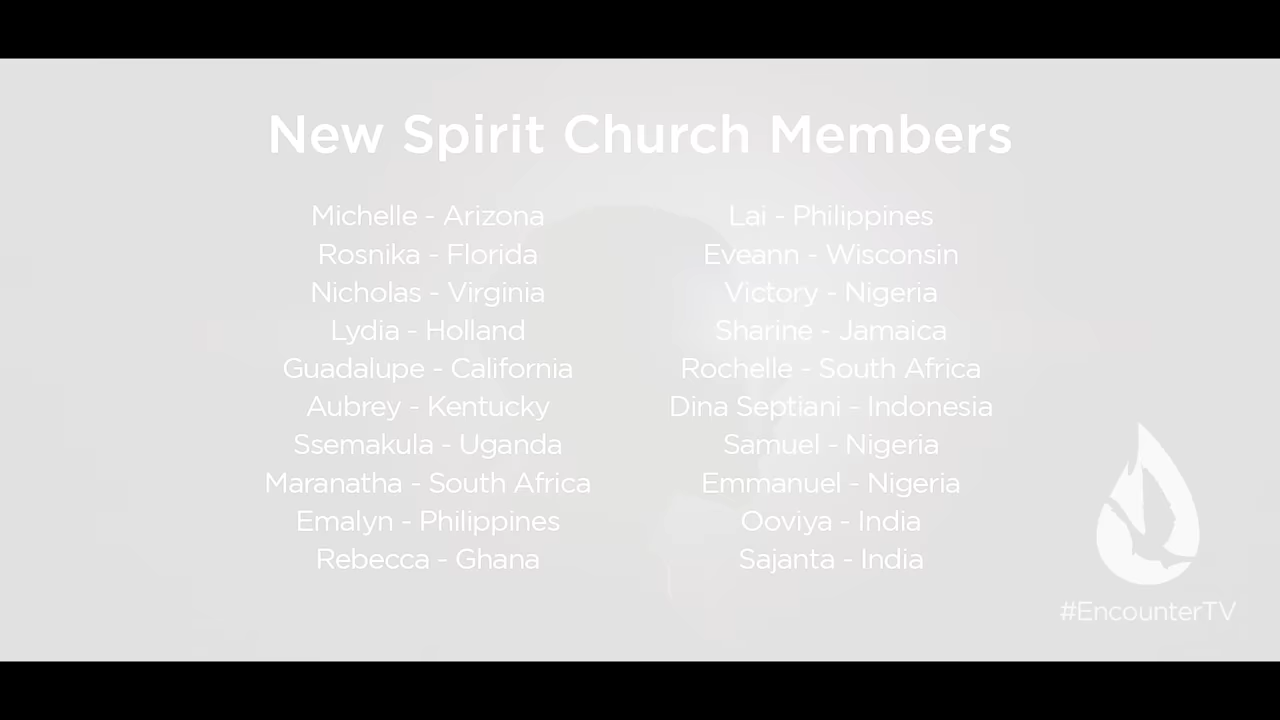 New Spirit Church Members
Michelle - Arizona
Rosnika - Florida
Nicholas - Virginia
Lydia - Holland
Guadalupe - California
Aubrey - Kentucky
Ssemakula - Uganda
Maranatha - South Africa
Emalyn - Philippines
Rebecca - Ghana
Lai - Philippines
Eveann - Wisconsin
Victory - Nigeria
Sharine - Jamaica
Rochelle - South Africa
Dina Septiani - Indonesia
Samuel - Nigeria
Emmanuel - Nigeria
Ooviya - India
Sajanta - India
#EncounterTV